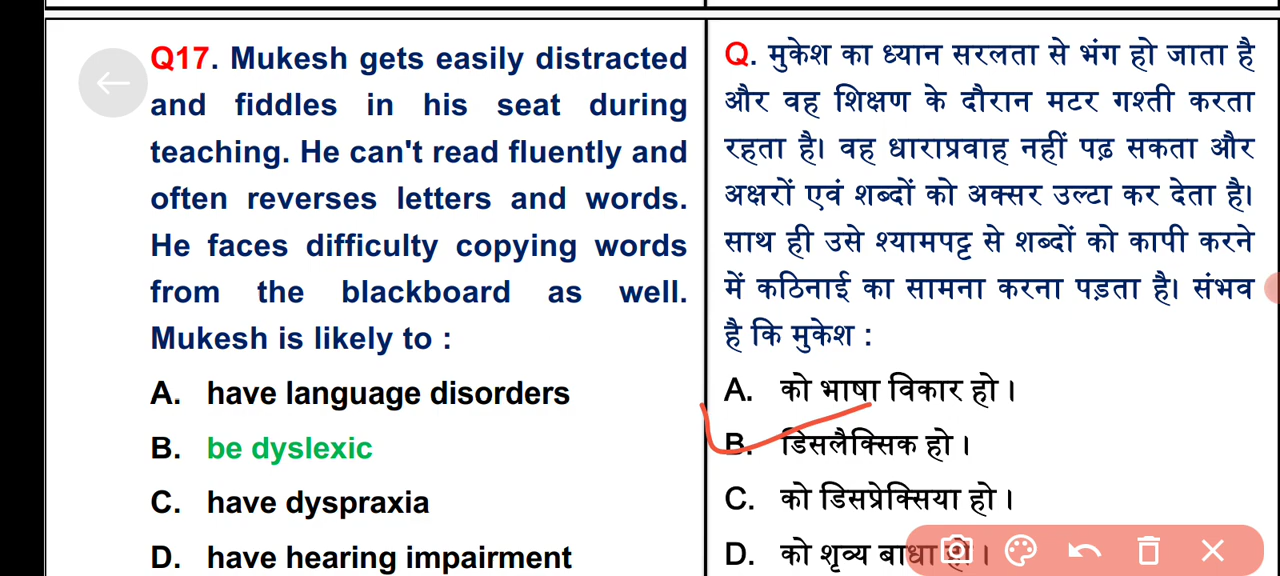 Q17. Mukesh gets easily distracted
and fiddles in his seat during
teaching. He can't read fluently and
often reverses letters and words.
He faces difficulty copying words
from the blackboard as well.
Mukesh is likely to :
A. have language disorders
B. be dyslexic
C. have dyspraxia
D. have hearing impairment
Q. मुकेश का ध्यान सरलता से भंग हो जाता है
और वह शिक्षण के दौरान मटर गश्ती करता
रहता है। वह धाराप्रवाह नहीं पढ़ सकता और
अक्षरों एवं शब्दों को अक्सर उल्टा कर देता है।
साथ ही उसे श्यामपट्ट से शब्दों को कापी करने
में कठिनाई का सामना करना पड़ता है। संभव
है कि मुकेश :
A. को भाषा विकार हो।
B. डिसलैक्सिक हो।
C. को डिसप्रेक्सिया हो।
D. को शृव्य बाधा हो।